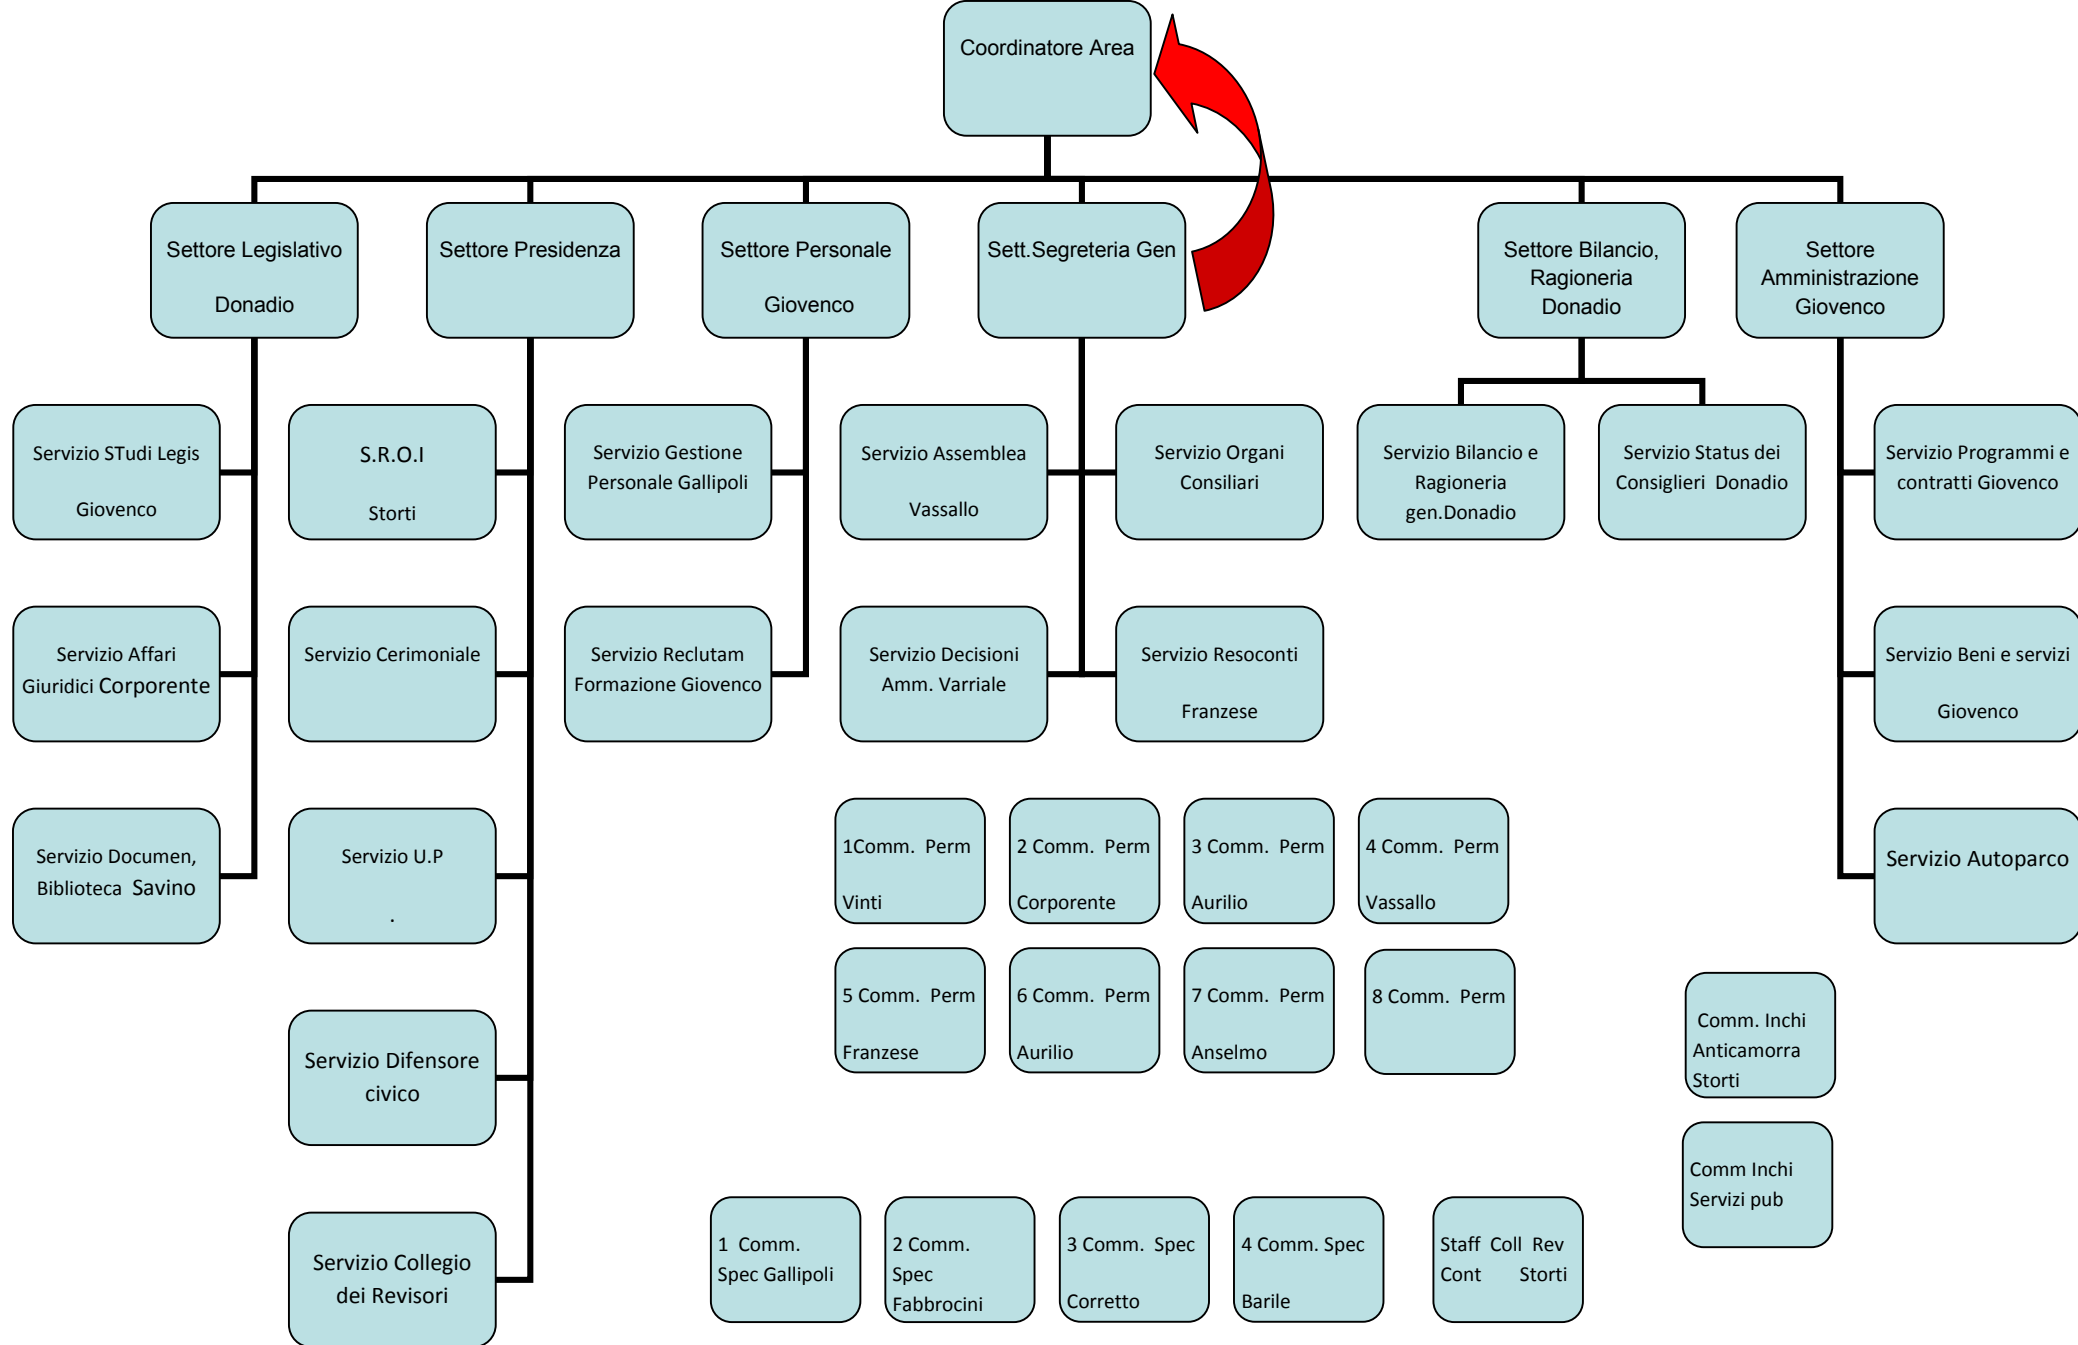 Coordinatore Area
Settore Legislativo
Donadio
Settore Presidenza
Settore Personale
Giovenco
Sett.Segreteria Gen
Settore Bilancio,
Ragioneria
Donadio
Settore
Amministrazione
Giovenco
Servizio STudi Legis
Giovenco
S.R.O.I
Storti
Servizio Gestione
Personale Gallipoli
Servizio Assemblea
Vassallo
Servizio Organi
Consiliari
Servizio Bilancio e
Ragioneria
gen.Donadio
Servizio Status dei
Consiglieri Donadio
Servizio Programmi e
contratti Giovenco
Servizio Affari
Giuridici Corporente
Servizio Cerimoniale
Servizio Reclutam
Formazione Giovenco
Servizio Decisioni
Amm. Varriale
Servizio Resoconti
Franzese
Servizio Beni e servizi
Giovenco
Servizio Documen,
Biblioteca Savino
Servizio U.P
.
1Comm. Perm
Vinti
2 Comm. Perm
Corporente
3 Comm. Perm
Aurilio
4 Comm. Perm
Vassallo
Servizio Autoparco
5 Comm. Perm
Franzese
6 Comm. Perm
Aurilio
7 Comm. Perm
Anselmo
8 Comm. Perm
Comm. Inchi
Anticamorra
Storti
Servizio Difensore
civico
Comm Inchi
Servizi pub
Servizio Collegio
dei Revisori
1 Comm.
Spec Gallipoli
2 Comm.
Spec
Fabbrocini
3 Comm. Spec
Corretto
4 Comm. Spec
Barile
Staff Coll Rev
Cont Storti